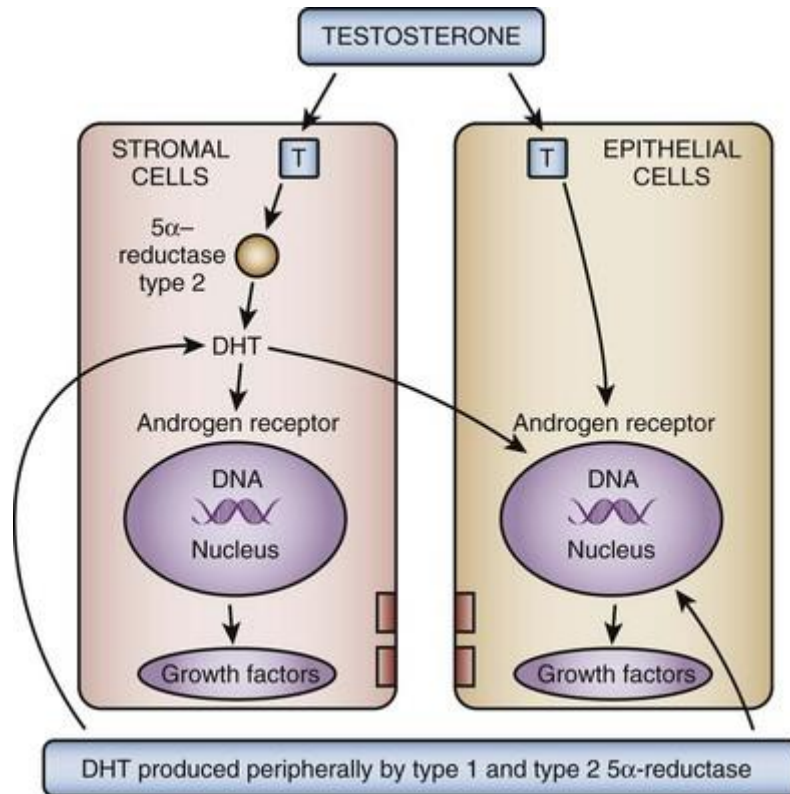 TESTOSTERONE
STROMAL
CELLS
T
5α–
reductase
type 2
DHT
Androgen receptor
DNA
Nucleus
Growth factors
T
EPITHELIAL
CELLS
Androgen receptor
DNA
Nucleus
Growth factors
DHT produced peripherally by type 1 and type 2 5α-reductase